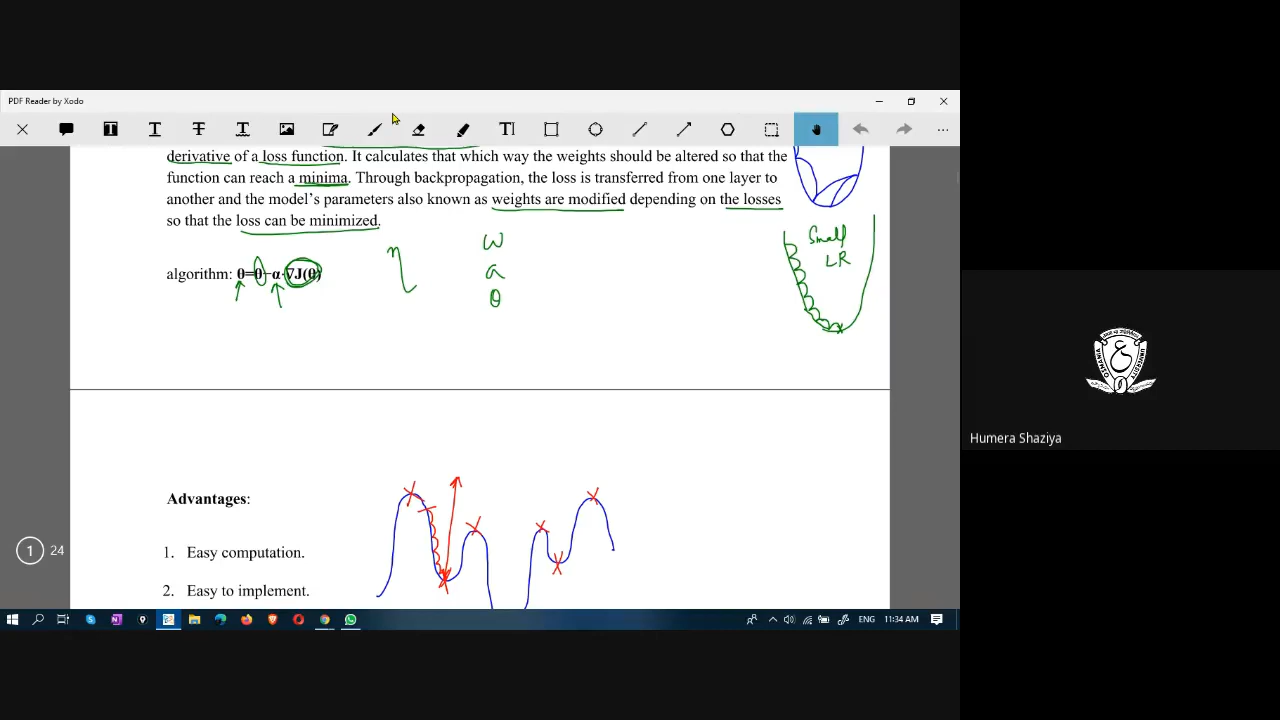 PDF Reader by Xodo
derivative of a loss function. It calculates that which way the weights should be altered so that the
function can reach a minima. Through backpropagation, the loss is transferred from one layer to
another and the model's parameters also known as weights are modified depending on the losses
so that the loss can be minimized.
Small
LR
η
W
a
θ
algorithm: θ=θ−α⋅∇J(θ)
Advantages:
1. Easy computation.
2. Easy to implement.
1 24
Humera Shaziya
ENG 11:34 AM